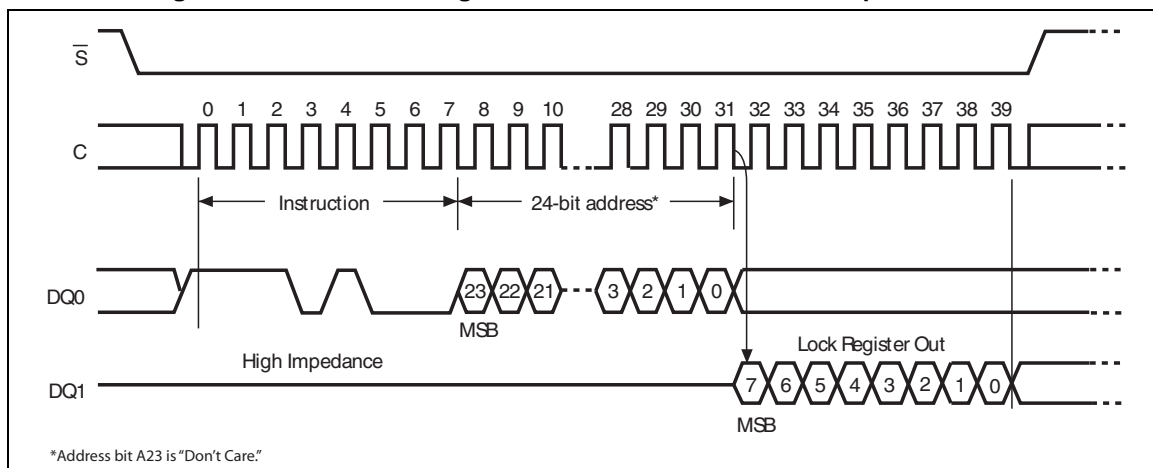 S
0 1 2 3 4 5 6 7 8 9 10 28 29 30 31 32 33 34 35 36 37 38 39
C
Instruction 24-bit address*
DQ0 23 22 21 3 2 1 0
MSB
High Impedance Lock Register Out
DQ1 7 6 5 4 3 2 1 0
MSB
*Address bit A23 is "Don't Care."